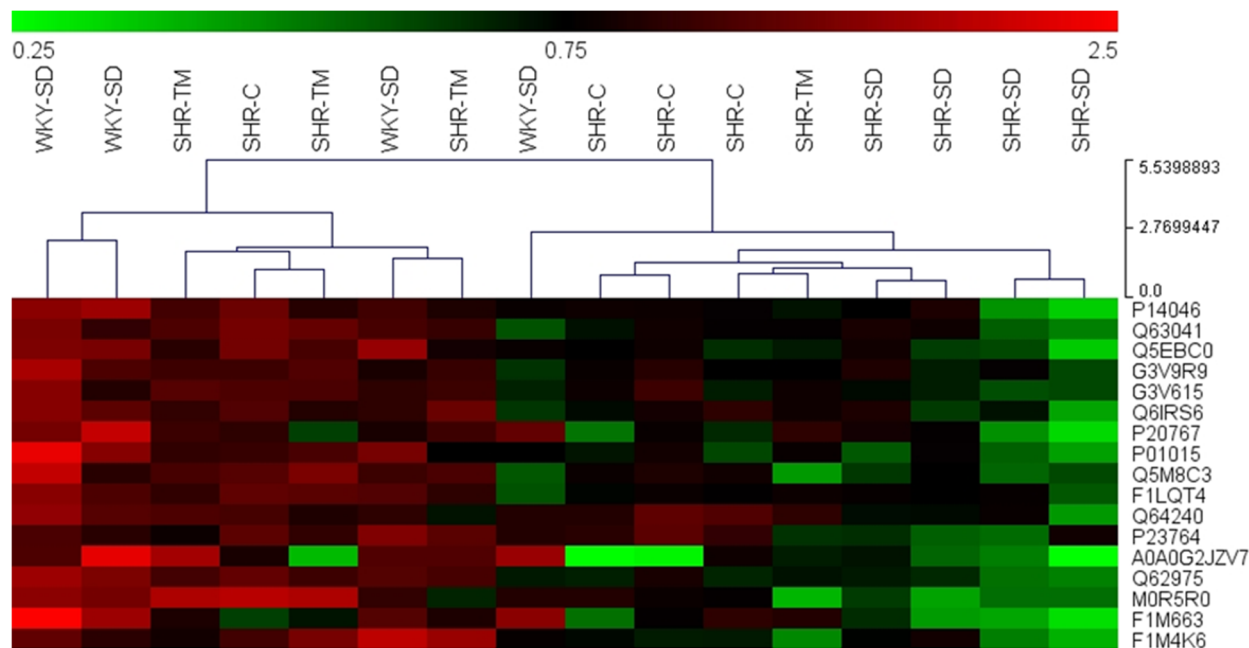 0.25 0.75 2.5
WKY-SD WKY-SD SHR-TM SHR-C SHR-TM WKY-SD SHR-TM WKY-SD SHR-C SHR-C SHR-C SHR-TM SHR-SD SHR-SD SHR-SD SHR-SD
5.5398893
2.7699447
0.0
P14046
Q63041
Q5EBC0
G3V9R9
G3V615
Q6IRS6
P20767
P01015
Q5M8C3
F1LQT4
Q64240
P23764
A0A0G2JZV7
Q62975
M0R5R0
F1M663
F1M4K6